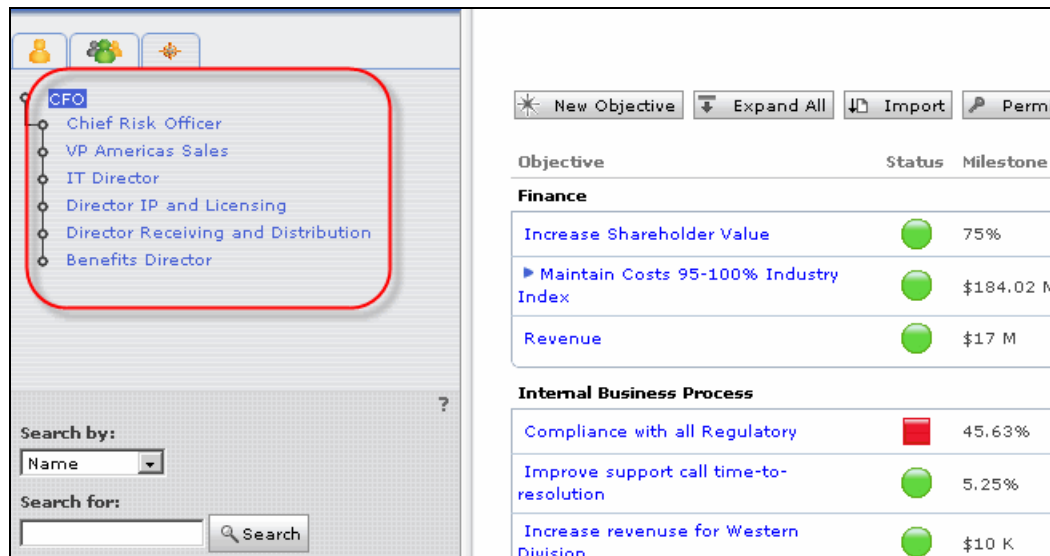 CFO
Chief Risk Officer
VP Americas Sales
IT Director
Director IP and Licensing
Director Receiving and Distribution
Benefits Director
?
Search by:
Name
Search for:
Search
New Objective Expand All Import Perm
Objective Status Milestone
Finance
Increase Shareholder Value 75%
Maintain Costs 95-100% Industry
Index $184.02 M
Revenue $17 M
Internal Business Process
Compliance with all Regulatory 45.63%
Improve support call time-to-
resolution 5.25%
Increase revenuse for Western
Division $10 K